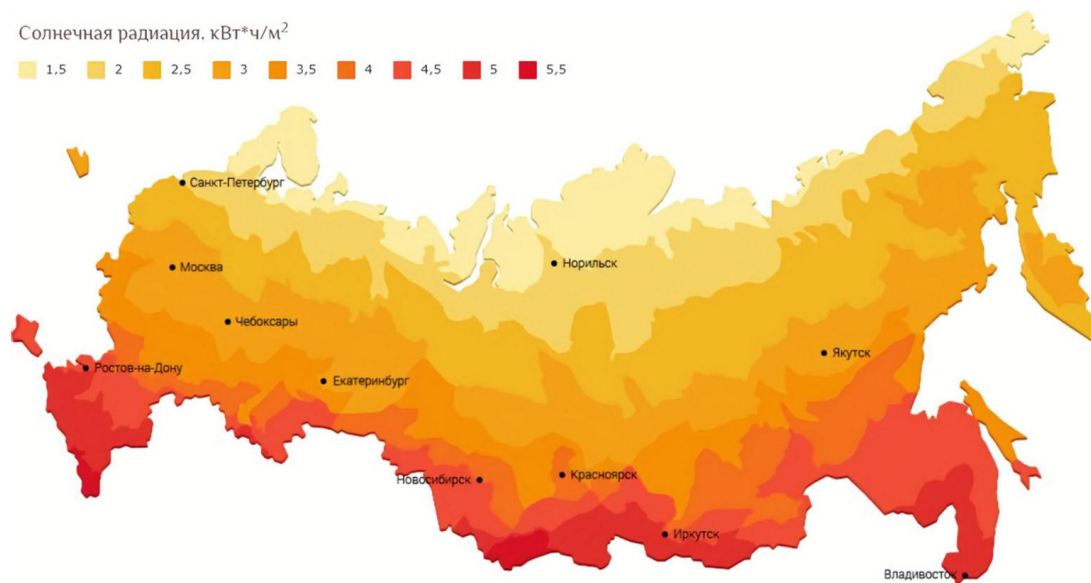 Солнечная радиация. кВт*ч/м²
1,5 2 2,5 3 3,5 4 4,5 5 5,5
Санкт-Петербург
Москва
Норильск
Чебоксары
Якутск
Ростов-на-Дону
Екатеринбург
Новосибирск
Красноярск
Иркутск
Владивосток